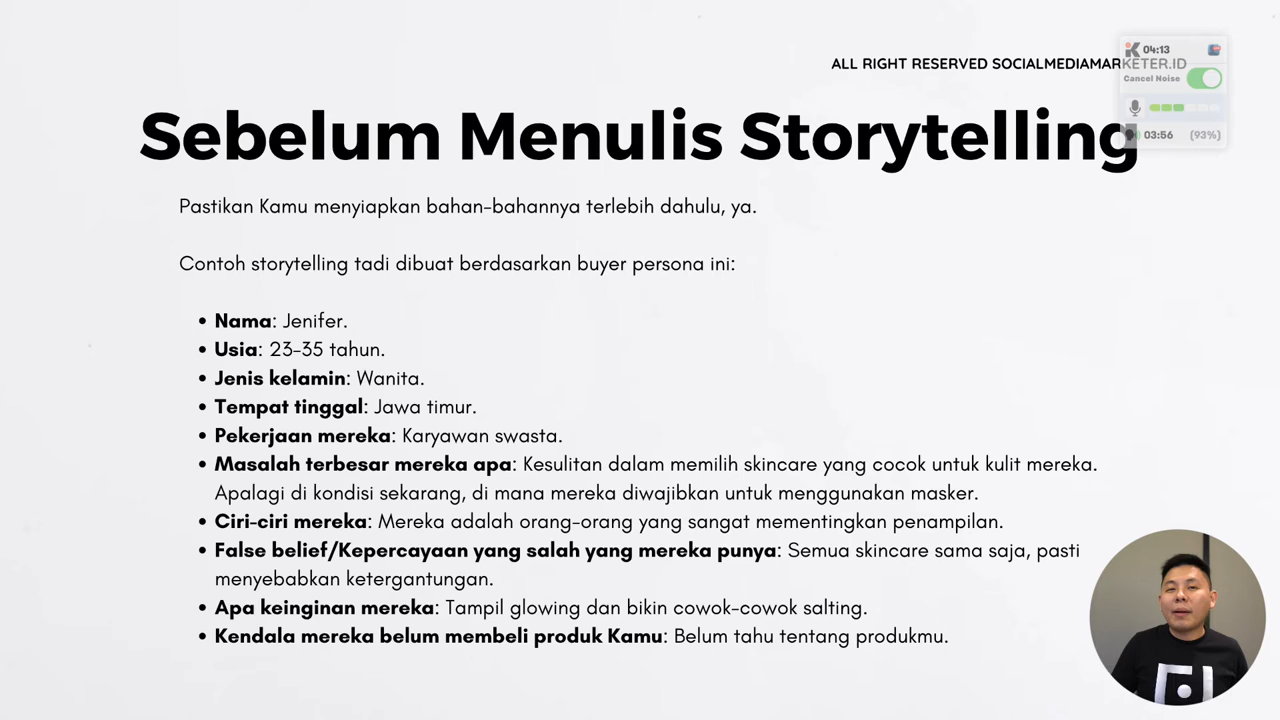 ALL RIGHT RESERVED SOCIALMEDIAMARKETER.ID
04:13
Cancel Noise
03:56 (93%)
Sebelum Menulis Storytelling
Pastikan Kamu menyiapkan bahan-bahannya terlebih dahulu, ya.
Contoh storytelling tadi dibuat berdasarkan buyer persona ini:
• Nama: Jenifer.
• Usia: 23-35 tahun.
• Jenis kelamin: Wanita.
• Tempat tinggal: Jawa timur.
• Pekerjaan mereka: Karyawan swasta.
• Masalah terbesar mereka apa: Kesulitan dalam memilih skincare yang cocok untuk kulit mereka.
Apalagi di kondisi sekarang, di mana mereka diwajibkan untuk menggunakan masker.
• Ciri-ciri mereka: Mereka adalah orang-orang yang sangat mementingkan penampilan.
• False belief/Kepercayaan yang salah yang mereka punya: Semua skincare sama saja, pasti
menyebabkan ketergantungan.
• Apa keinginan mereka: Tampil glowing dan bikin cowok-cowok salting.
• Kendala mereka belum membeli produk Kamu: Belum tahu tentang produkmu.